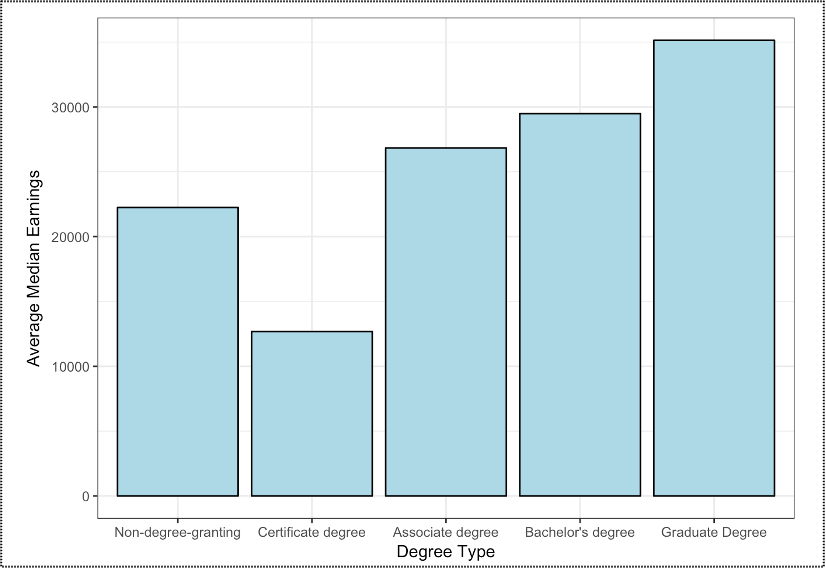 Average Median Earnings
30000
20000
10000
0
Non-degree-granting
Certificate degree
Associate degree
Bachelor's degree
Graduate Degree
Degree Type